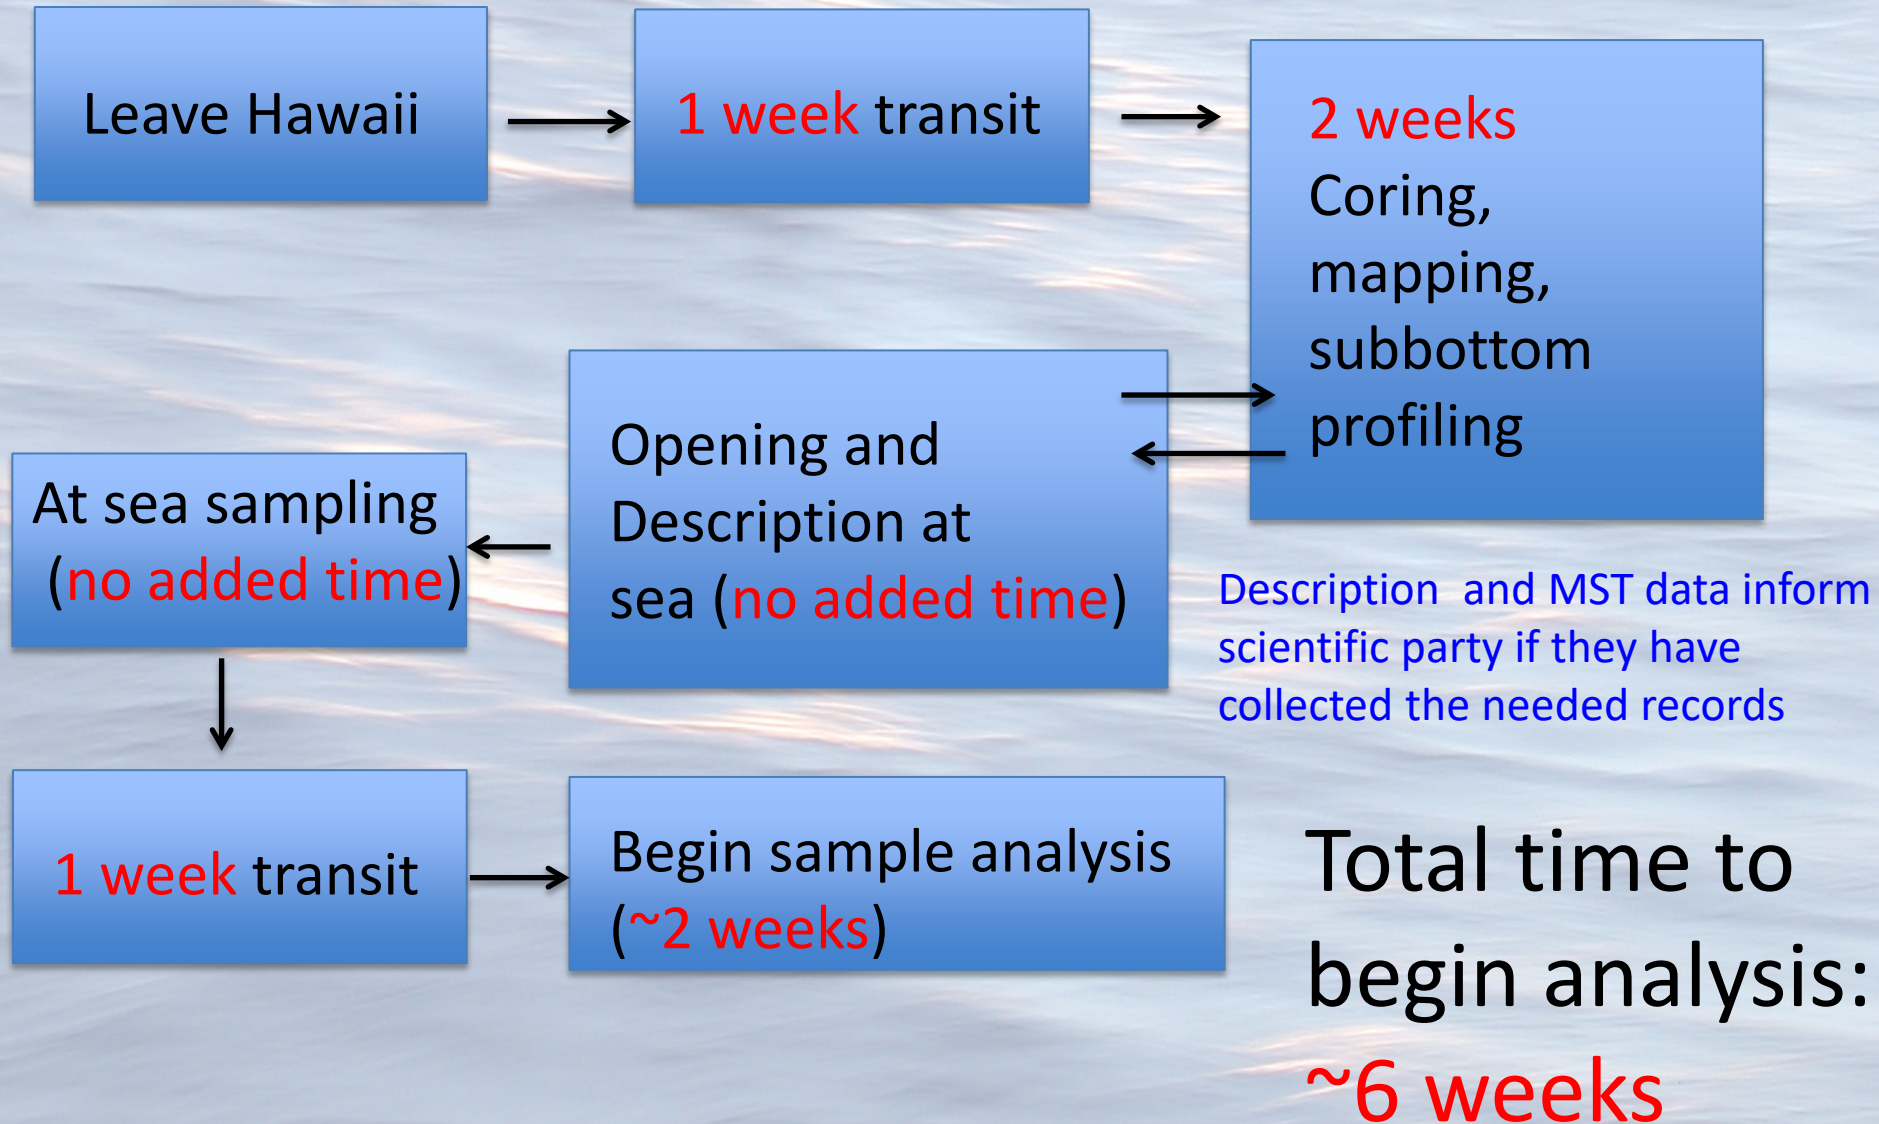 Leave Hawaii
1 week transit
2 weeks
Coring,
mapping,
subbottom
profiling
Opening and
Description at
sea (no added time)
At sea sampling
(no added time)
Description and MST data inform
scientific party if they have
collected the needed records
1 week transit
Begin sample analysis
(~2 weeks)
Total time to
begin analysis:
~6 weeks